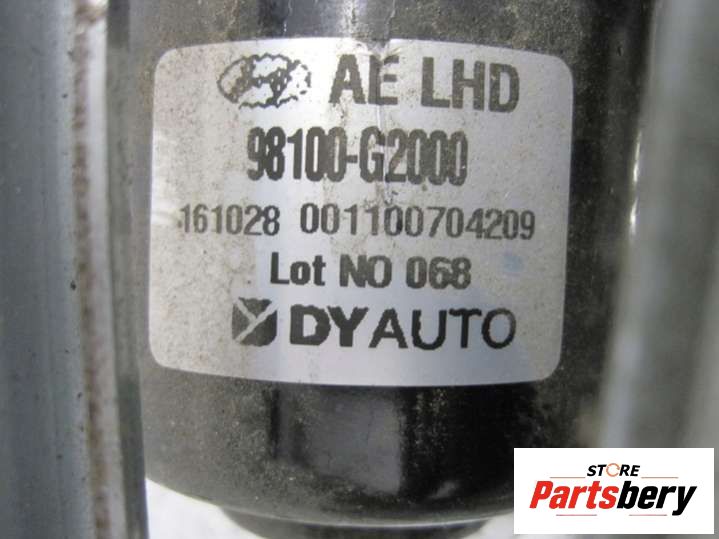 AE LHD
98100-G2000
161028 001100704209
Lot NO 068
DYAUTO
STORE
Partsbery